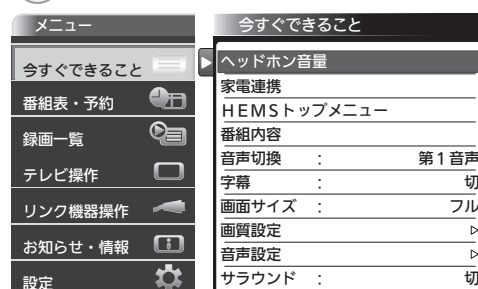 メニュー
今すぐできること
番組表・予約
録画一覧
テレビ操作
リンク機器操作
お知らせ・情報
設定
今すぐできること
ヘッドホン音量
家電連携
HEMSトップメニュー
番組内容
音声切換 : 第1音声
字幕 : 切
画面サイズ : フル
画質設定
音声設定
サラウンド : 切